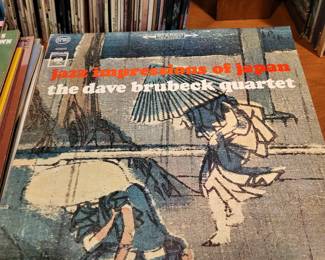 jazz impressions of japan
the dave brubeck quartet